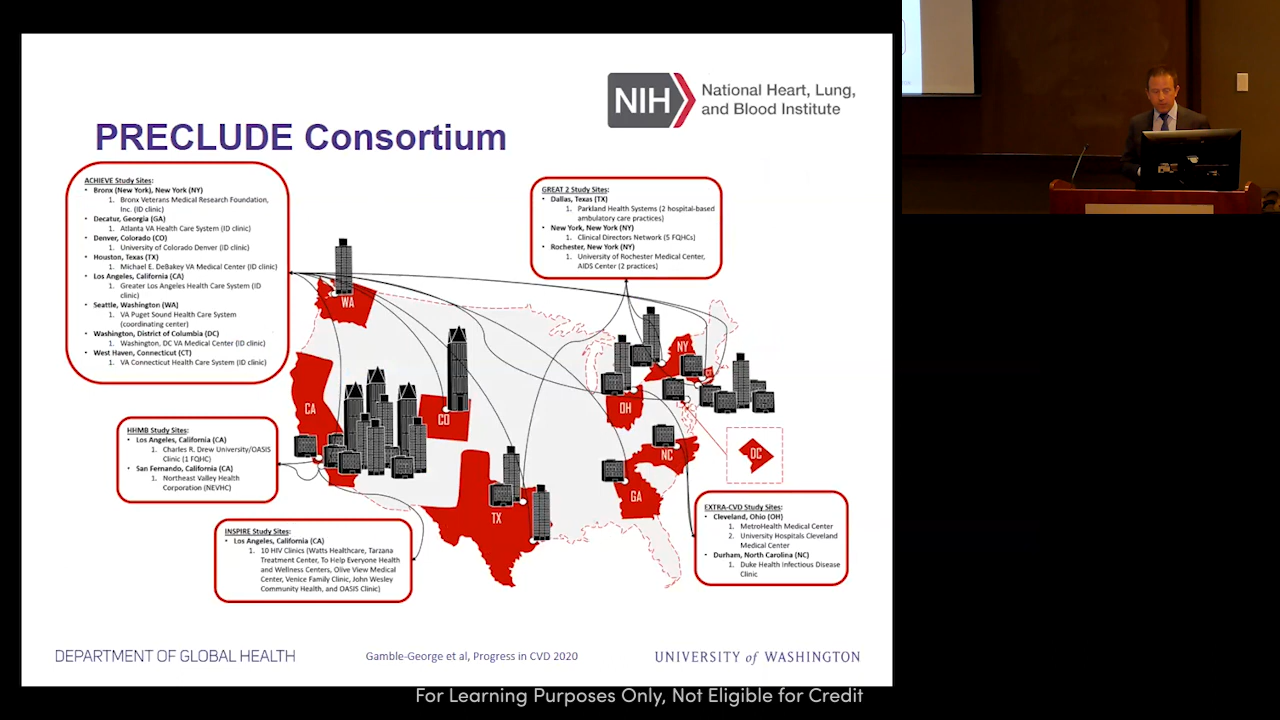 NIH
National Heart, Lung,
and Blood Institute
PRECLUDE Consortium
ACHIEVE Study Sites:
• Bronx (New York), New York (NY)
1. Bronx Veterans Medical Research Foundation,
Inc. (ID clinic)
• Decatur, Georgia (GA)
1. Atlanta VA Health Care System (ID clinic)
• Denver, Colorado (CO)
1. University of Colorado Denver (ID clinic)
• Houston, Texas (TX)
1. Michael E. DeBakey VA Medical Center (ID clinic)
• Los Angeles, California (CA)
1. Greater Los Angeles Health Care System (ID
clinic)
• Seattle, Washington (WA)
1. VA Puget Sound Health Care System
(coordinating center)
• Washington, District of Columbia (DC)
1. Washington, DC VA Medical Center (ID clinic)
• West Haven, Connecticut (CT)
1. VA Connecticut Health Care System (ID clinic)
GREAT 2 Study Sites:
• Dallas, Texas (TX)
1. Parkland Health Systems (2 hospital-based
ambulatory care practices)
• New York, New York (NY)
1. Clinical Directors Network (5 FQHCs)
• Rochester, New York (NY)
1. University of Rochester Medical Center,
AIDS Center (2 practices)
WA
NY
CT
CA
CO
OH
NC
DC
TX
GA
HHMB Study Sites:
• Los Angeles, California (CA)
1. Charles R. Drew University/OASIS
Clinic (1 FQHC)
• San Fernando, California (CA)
1. Northeast Valley Health
Corporation (NEVHC)
INSPIRE Study Sites:
• Los Angeles, California (CA)
1. 10 HIV Clinics (Watts Healthcare, Tarzana
Treatment Center, To Help Everyone Health
and Wellness Centers, Olive View Medical
Center, Venice Family Clinic, John Wesley
Community Health, and OASIS Clinic)
EXTRA-CVD Study Sites:
• Cleveland, Ohio (OH)
1. MetroHealth Medical Center
2. University Hospitals Cleveland
Medical Center
• Durham, North Carolina (NC)
1. Duke Health Infectious Disease
Clinic
DEPARTMENT OF GLOBAL HEALTH
Gamble-George et al, Progress in CVD 2020
UNIVERSITY of WASHINGTON
For Learning Purposes Only, Not Eligible for Credit